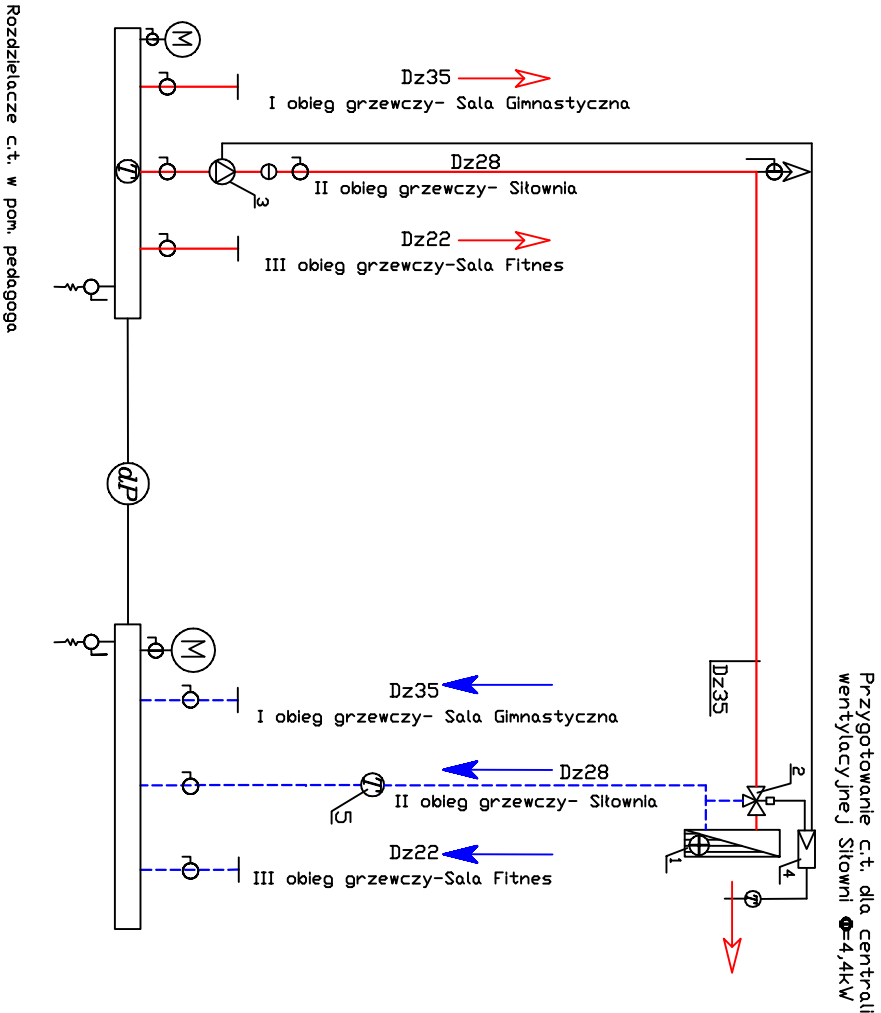 Rozdzielacze c.t. w pom. pedagoga
M
Dz35
I obieg grzewczy- Sala Gimnastyczna
T
Dz28
3
II obieg grzewczy- Siłownia
Dz22
III obieg grzewczy-Sala Fitnes
dP
M
Dz35
I obieg grzewczy- Sala Gimnastyczna
Dz28
T
5
II obieg grzewczy- Siłownia
Dz22
III obieg grzewczy-Sala Fitnes
Dz35
2
1
4
T
Przygotowanie c.t. dla centrali
wentylacyjnej Siłowni Φ=4,4kW